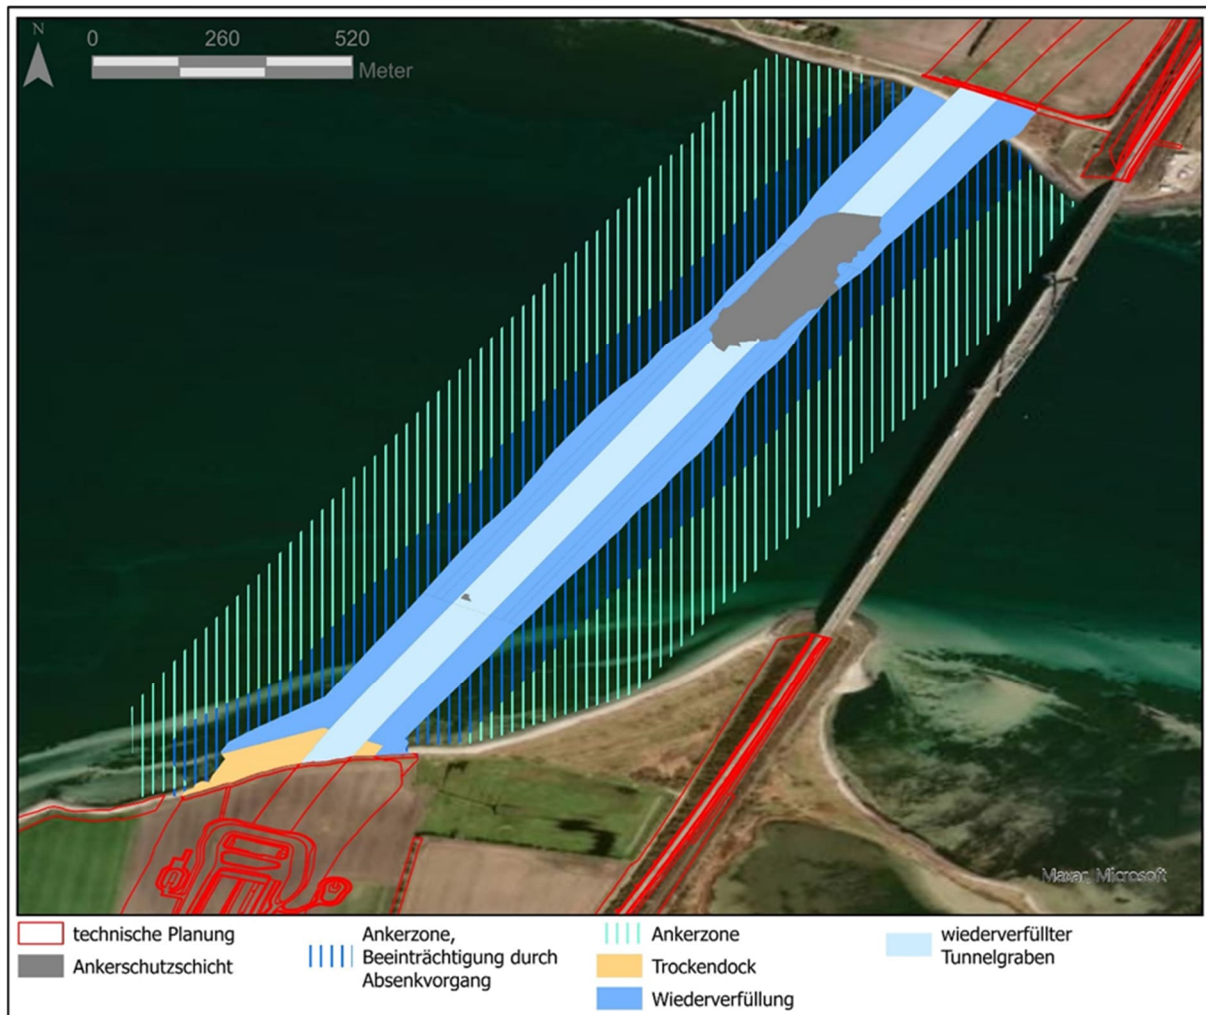 N
0 260 520
Meter
Maxar, Microsoft
technische Planung
Ankerschutzschicht
Ankerzone,
Beeinträchtigung durch
Absenkvorgang
Ankerzone
Trockendock
Wiederverfüllung
wiederverfüllter
Tunnelgraben